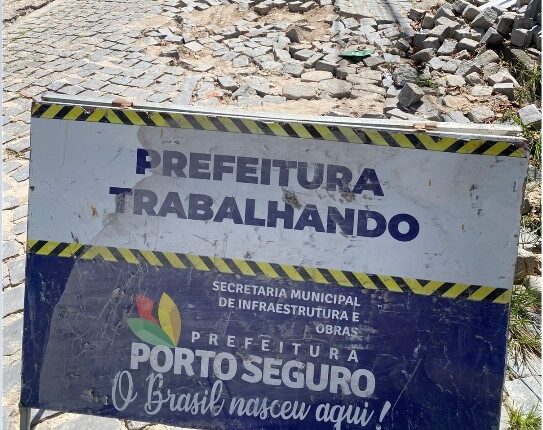 PREFEITURA
TRABALHANDO
SECRETARIA MUNICIPAL
DE INFRAESTRUTURA E
OBRAS
PREFEITURA
PORTO SEGURO
O Brasil nasceu aqui!